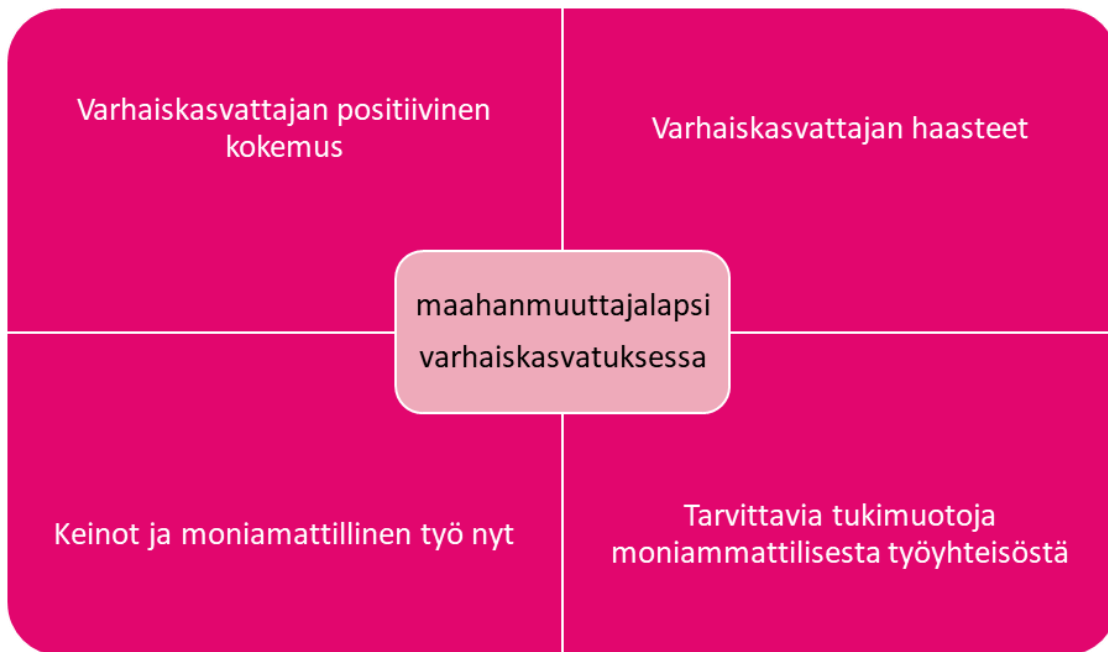 Varhaiskasvattajan positiivinen
kokemus
Varhaiskasvattajan haasteet
maahanmuuttajalapsi
varhaiskasvatuksessa
Keinot ja moniamattillinen työ nyt
Tarvittavia tukimuotoja
moniammattilisesta työyhteisöstä